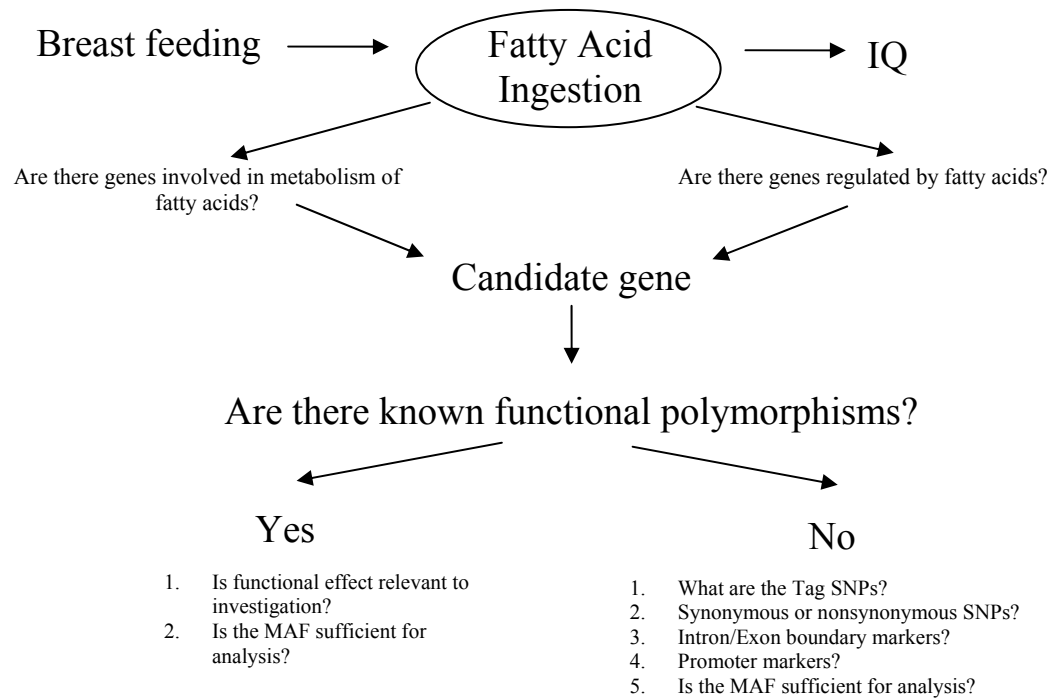 Breast feeding
Fatty Acid
Ingestion
IQ
Are there genes involved in metabolism of
fatty acids?
Are there genes regulated by fatty acids?
Candidate gene
Are there known functional polymorphisms?
Yes
1. Is functional effect relevant to
investigation?
2. Is the MAF sufficient for
analysis?
No
1. What are the Tag SNPs?
2. Synonymous or nonsynonymous SNPs?
3. Intron/Exon boundary markers?
4. Promoter markers?
5. Is the MAF sufficient for analysis?